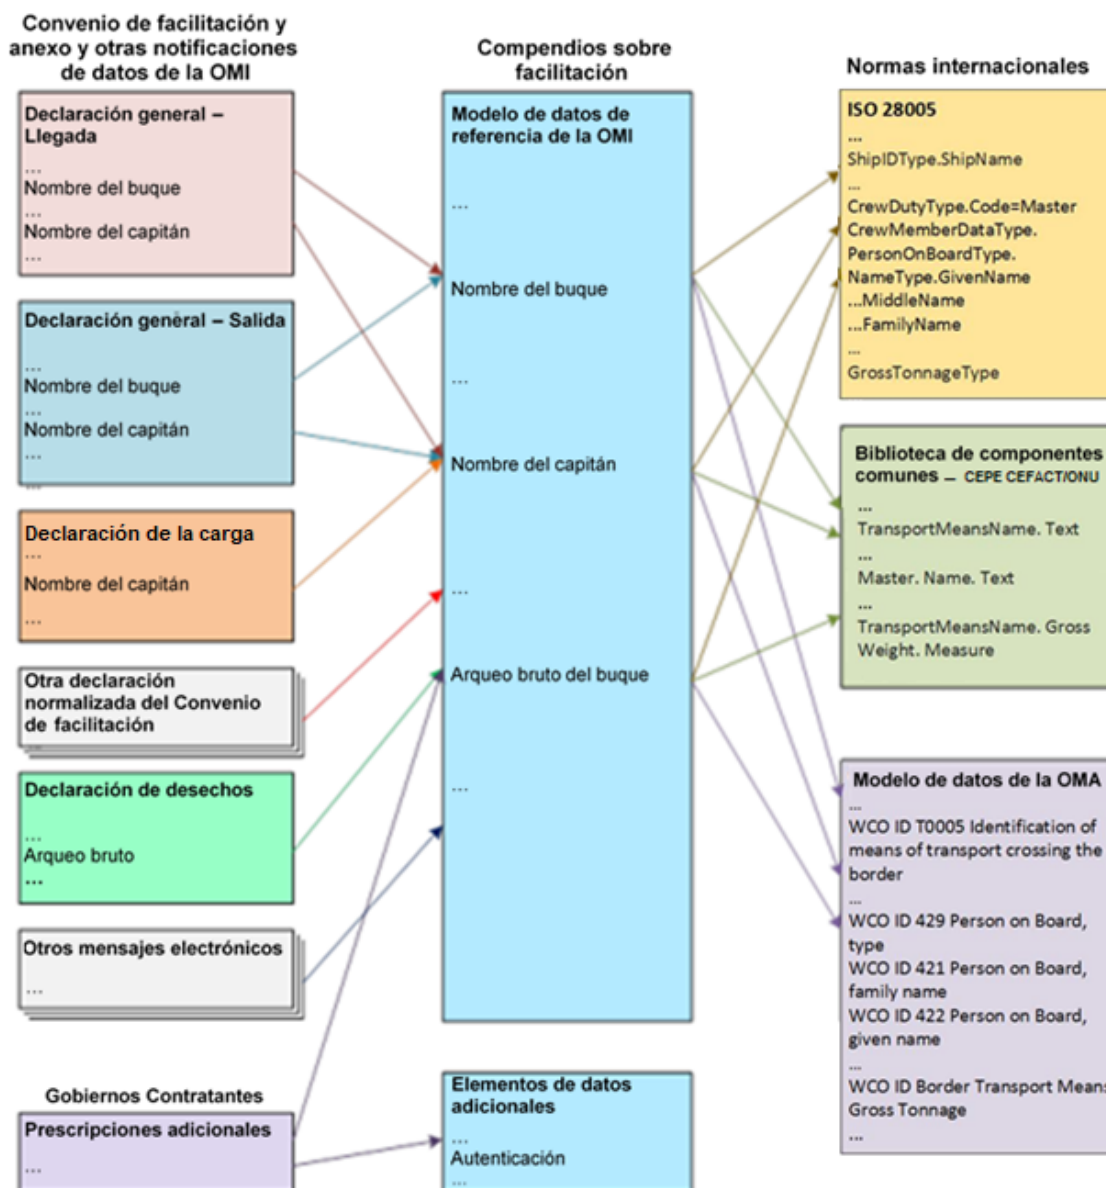 Convenio de facilitación y
anexo y otras notificaciones
de datos de la OMI
Declaración general –
Llegada
...
Nombre del buque
...
Nombre del capitán
...
Declaración general – Salida
...
Nombre del buque
...
Nombre del capitán
...
...
Declaración de la carga
...
Nombre del capitán
...
Otra declaración
normalizada del Convenio
de facilitación
...
Declaración de desechos
...
Arqueo bruto
...
Otros mensajes electrónicos
...
Gobiernos Contratantes
Prescripciones adicionales
...
Compendios sobre
facilitación
Modelo de datos de
referencia de la OMI
...
Nombre del buque
...
Nombre del capitán
...
Arqueo bruto del buque
...
Elementos de datos
adicionales
...
Autenticación
...
Normas internacionales
ISO 28005
...
ShipIDType.ShipName
...
CrewDutyType.Code=Master
CrewMemberDataType.
PersonOnBoardType.
NameType.GivenName
...MiddleName
...FamilyName
...
GrossTonnageType
Biblioteca de componentes
comunes – CEPE CEFACT/ONU
...
TransportMeansName. Text
...
Master. Name. Text
...
TransportMeansName. Gross
Weight. Measure
Modelo de datos de la OMA
...
WCO ID T0005 Identification of
means of transport crossing the
border
...
WCO ID 429 Person on Board,
type
WCO ID 421 Person on Board,
family name
WCO ID 422 Person on Board,
given name
...
WCO ID Border Transport Means
Gross Tonnage
...